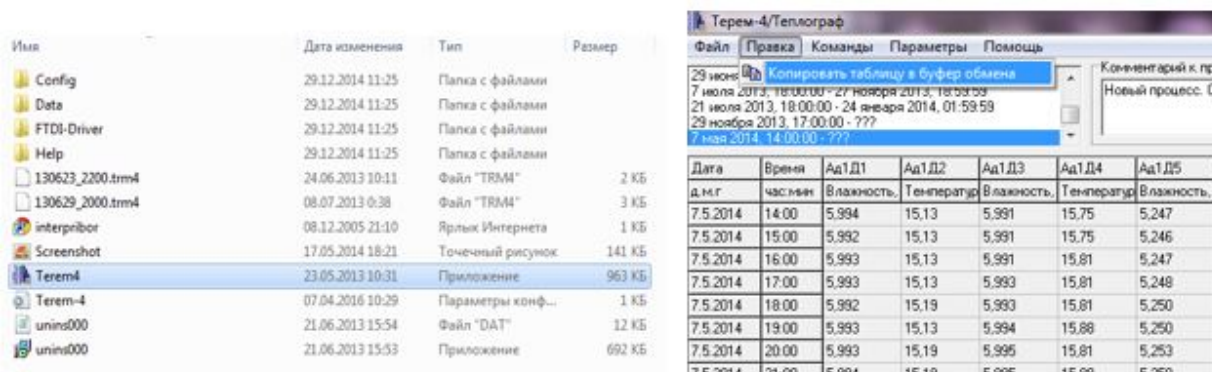 Имя Дата изменения Тип Размер
Config 29.12.2014 11:25 Папка с файлами
Data 29.12.2014 11:25 Папка с файлами
FTDI-Driver 29.12.2014 11:25 Папка с файлами
Help 29.12.2014 11:25 Папка с файлами
130623_2200.trm4 24.06.2013 10:11 Файл "TRM4" 2 КБ
130629_2000.trm4 08.07.2013 0:38 Файл "TRM4" 3 КБ
interpribor 08.12.2005 21:10 Ярлык Интернета 1 КБ
Screenshot 17.05.2014 18:21 Точечный рисунок 141 КБ
Terem4 23.05.2013 10:31 Приложение 963 КБ
Terem-4 07.04.2016 10:29 Параметры конф... 1 КБ
unins000 21.06.2013 15:54 Файл "DAT" 12 КБ
unins000 21.06.2013 15:53 Приложение 692 КБ
Терем-4/Теплограф
Файл Правка Команды Параметры Помощь
Копировать таблицу в буфер обмена
29 июня
7 июля 2013, 18:00:00 - 27 ноября 2013, 18:59:59
21 июля 2013, 18:00:00 - 24 января 2014, 01:59:59
29 ноября 2013, 17:00:00 - ???
7 мая 2014, 14:00:00 - ???
Комментарий к п
Новый процесс.
Дата Время Ад1Д1 Ад1Д2 Ад1Д3 Ад1Д4 Ад1Д5
д.м.г час:мин Влажность, Температур Влажность, Температур Влажность,
7.5.2014 14:00 5,994 15,13 5,991 15,75 5,247
7.5.2014 15:00 5,992 15,13 5,991 15,75 5,246
7.5.2014 16:00 5,993 15,13 5,991 15,81 5,247
7.5.2014 17:00 5,993 15,13 5,993 15,81 5,248
7.5.2014 18:00 5,992 15,19 5,993 15,81 5,250
7.5.2014 19:00 5,993 15,13 5,994 15,88 5,250
7.5.2014 20:00 5,993 15,19 5,995 15,81 5,253